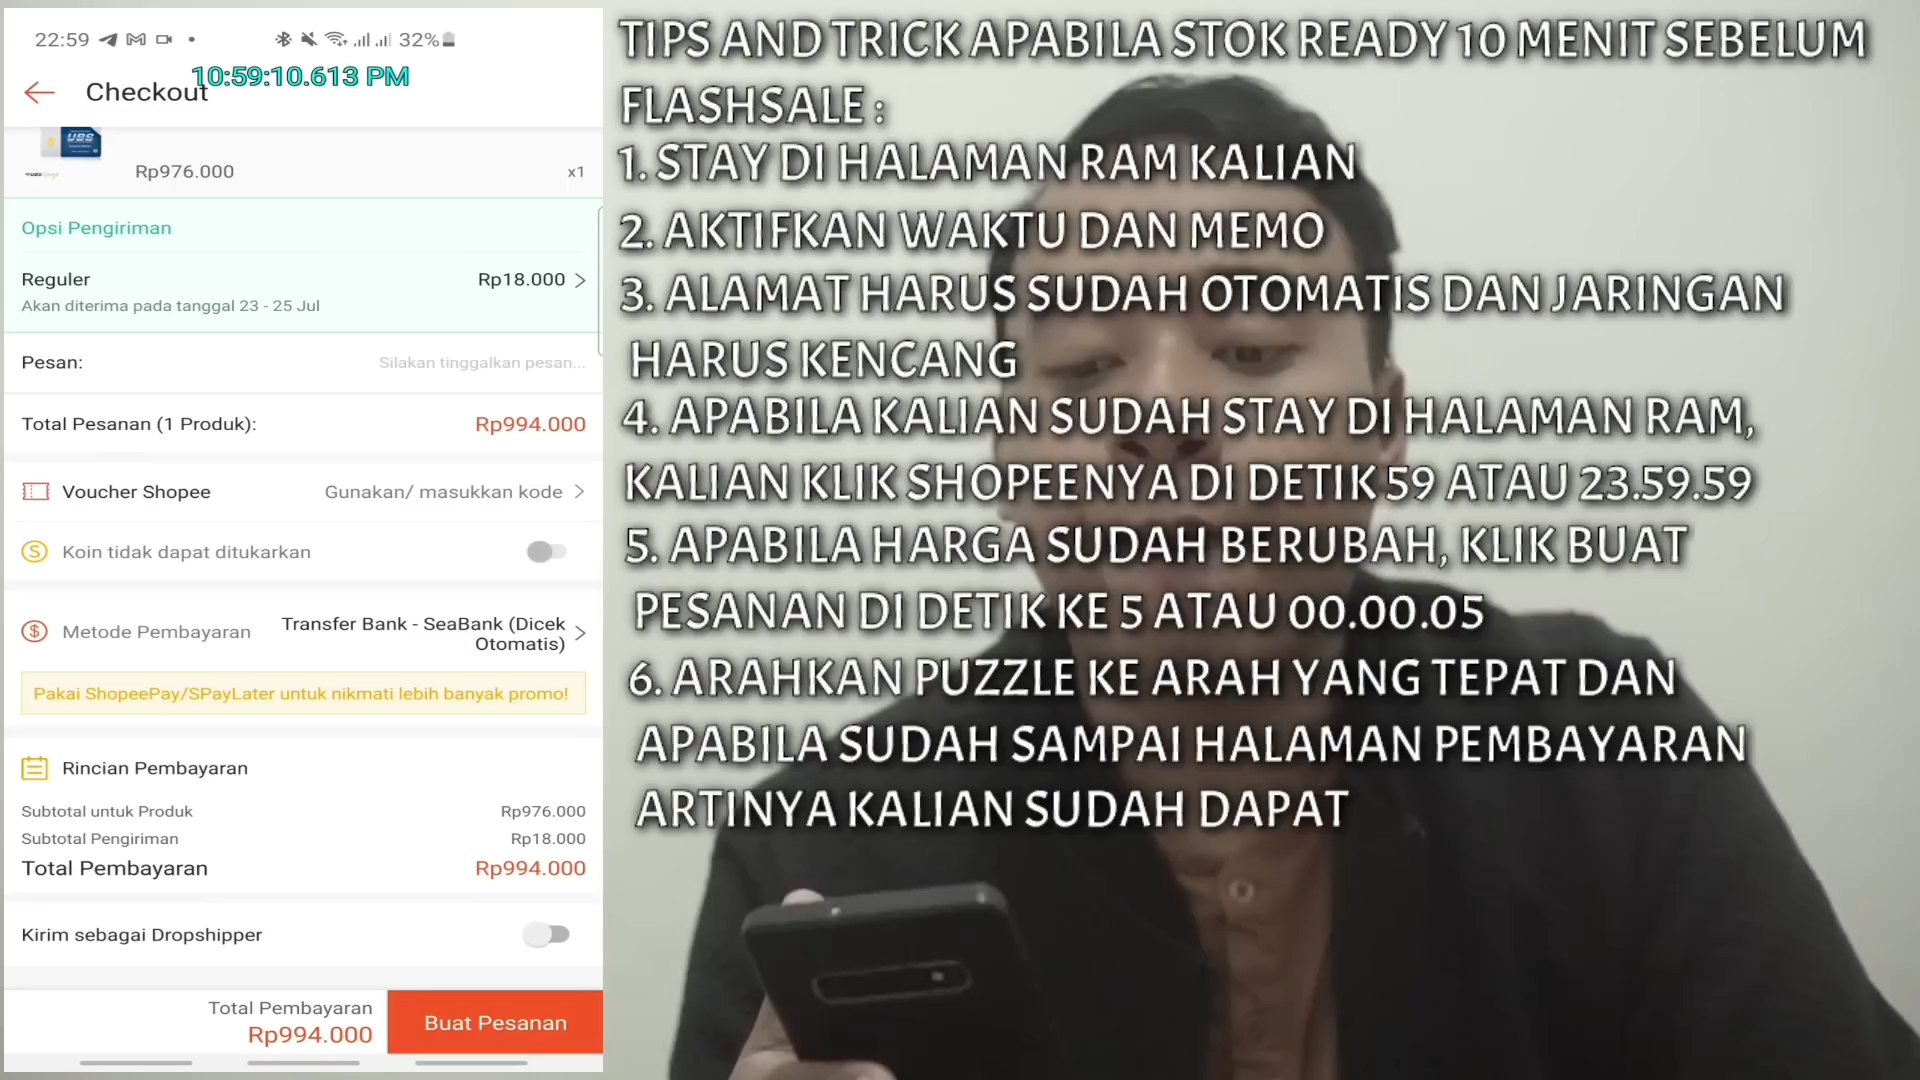 22:59
32%
10:59:10.613 PM
Checkout
UBS
Rp976.000
x1
Opsi Pengiriman
Reguler
Rp18.000
Akan diterima pada tanggal 23 - 25 Jul
Pesan:
Silakan tinggalkan pesan...
Total Pesanan (1 Produk):
Rp994.000
Voucher Shopee
Gunakan/ masukkan kode
Koin tidak dapat ditukarkan
Metode Pembayaran
Transfer Bank - SeaBank (Dicek
Otomatis)
Pakai ShopeePay/SPayLater untuk nikmati lebih banyak promo!
Rincian Pembayaran
Subtotal untuk Produk
Rp976.000
Subtotal Pengiriman
Rp18.000
Total Pembayaran
Rp994.000
Kirim sebagai Dropshipper
Total Pembayaran
Rp994.000
Buat Pesanan
TIPS AND TRICK APABILA STOK READY 10 MENIT SEBELUM
FLASHSALE :
1. STAY DI HALAMAN RAM KALIAN
2. AKTIFKAN WAKTU DAN MEMO
3. ALAMAT HARUS SUDAH OTOMATIS DAN JARINGAN
HARUS KENCANG
4. APABILA KALIAN SUDAH STAY DI HALAMAN RAM,
KALIAN KLIK SHOPEENYA DI DETIK 59 ATAU 23.59.59
5. APABILA HARGA SUDAH BERUBAH, KLIK BUAT
PESANAN DI DETIK KE 5 ATAU 00.00.05
6. ARAHKAN PUZZLE KE ARAH YANG TEPAT DAN
APABILA SUDAH SAMPAI HALAMAN PEMBAYARAN
ARTINYA KALIAN SUDAH DAPAT